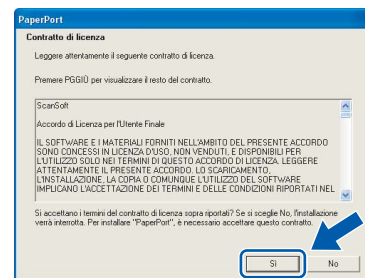 PaperPort
Contratto di licenza
Leggere attentamente il seguente contratto di licenza.
Premere PGGIÙ per visualizzare il resto del contratto.
ScanSoft
Accordo di Licenza per l'Utente Finale
IL SOFTWARE E I MATERIALI FORNITI NELL'AMBITO DEL PRESENTE ACCORDO
SONO CONCESSI IN LICENZA D'USO, NON VENDUTI, E DISPONIBILI PER
L'UTILIZZO SOLO NEI TERMINI DI QUESTO ACCORDO DI LICENZA. LEGGERE
ATTENTAMENTE IL PRESENTE ACCORDO. LO SCARICAMENTO,
L'INSTALLAZIONE, LA COPIA O COMUNQUE L'UTILIZZO DEL SOFTWARE
IMPLICANO L'ACCETTAZIONE DEI TERMINI E DELLE CONDIZIONI RIPORTATI NEL
Si accettano i termini del contratto di licenza sopra riportati? Se si sceglie No, l'installazione
verrà interrotta. Per installare "PaperPort", è necessario accettare questo contratto.
Sì
No